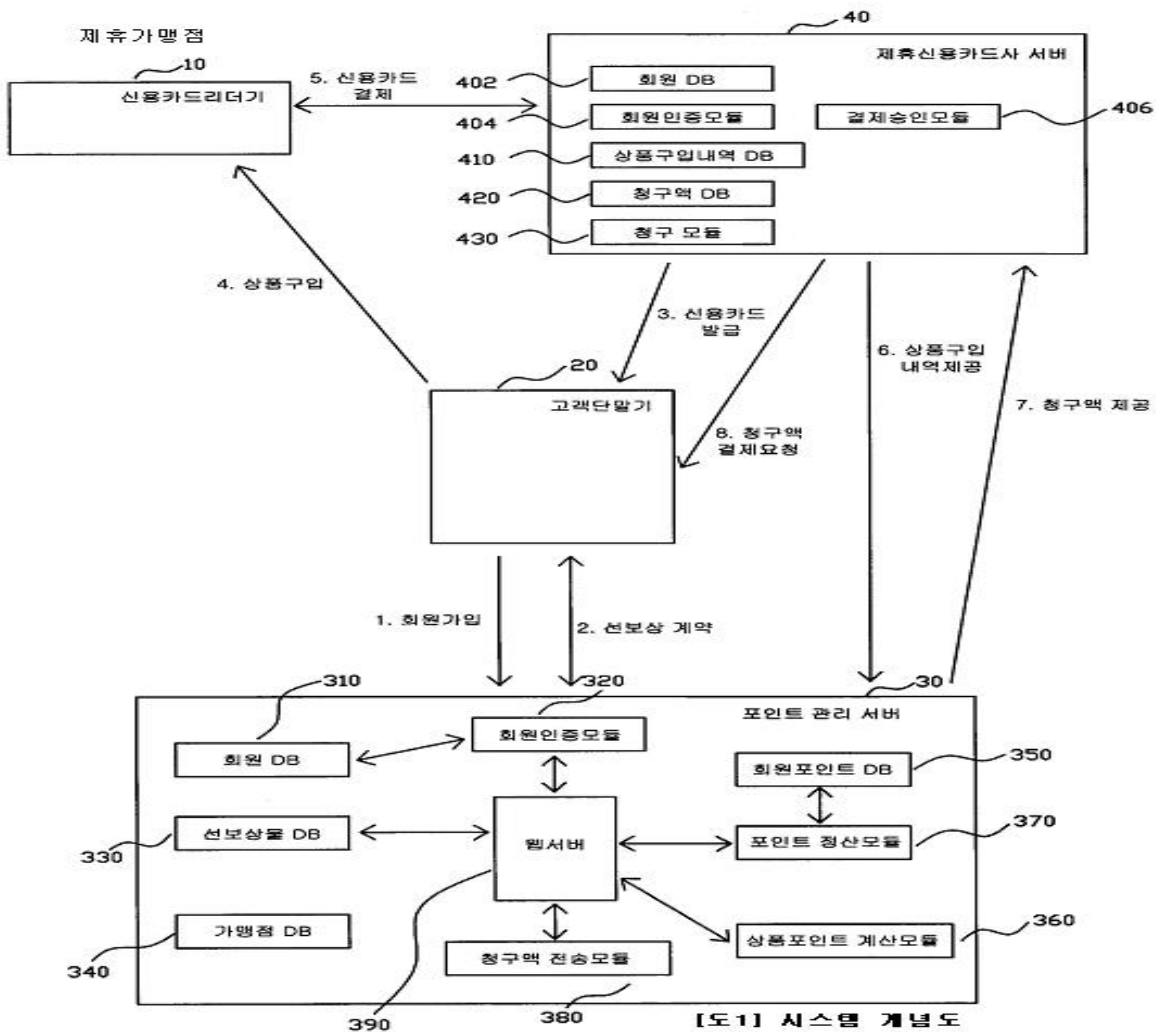 제휴가맹점
10
신용카드리더기
5. 신용카드
결제
40
제휴신용카드사 서버
402
회원 DB
404
회원인증모듈
결제승인모듈
406
410
상품구입내역 DB
420
청구액 DB
430
청구 모듈
4. 상품구입
3. 신용카드
발급
6. 상품구입
내역제공
7. 청구액 제공
20
고객단말기
8. 청구액
결제요청
1. 회원가입
2. 선보상 계약
310
320
30
포인트 관리 서버
회원 DB
회원인증모듈
회원포인트 DB
350
선보상물 DB
330
웹서버
포인트 정산모듈
370
가맹점 DB
340
청구액 전송모듈
상품포인트 계산모듈
360
390
380
[도1] 시스템 개념도